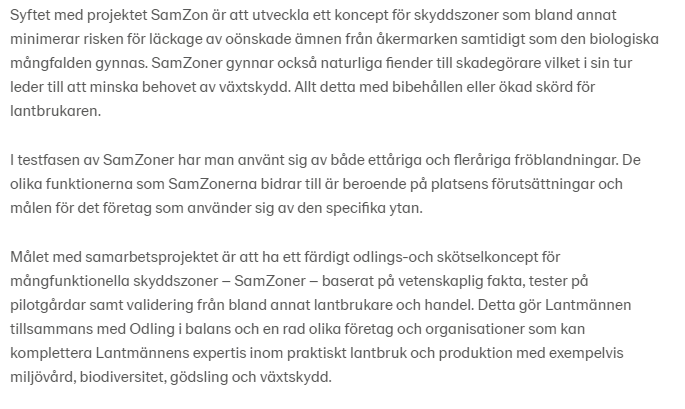 Syftet med projektet SamZon är att utveckla ett koncept för skyddszoner som bland annat
minimerar risken för läckage av oönskade ämnen från åkermarken samtidigt som den biologiska
mångfalden gynnas. SamZoner gynnar också naturliga fiender till skadegörare vilket i sin tur
leder till att minska behovet av växtskydd. Allt detta med bibehållen eller ökad skörd för
lantbrukaren.
I testfasen av SamZoner har man använt sig av både ettåriga och fleråriga fröblandningar. De
olika funktionerna som SamZonerna bidrar till är beroende på platsens förutsättningar och
målen för det företag som använder sig av den specifika ytan.
Målet med samarbetsprojektet är att ha ett färdigt odlings-och skötselkoncept för
mångfunktionella skyddszoner – SamZoner – baserat på vetenskaplig fakta, tester på
pilotgårdar samt validering från bland annat lantbrukare och handel. Detta gör Lantmännen
tillsammans med Odling i balans och en rad olika företag och organisationer som kan
komplettera Lantmännens expertis inom praktiskt lantbruk och produktion med exempelvis
miljövård, biodiversitet, gödsling och växtskydd.